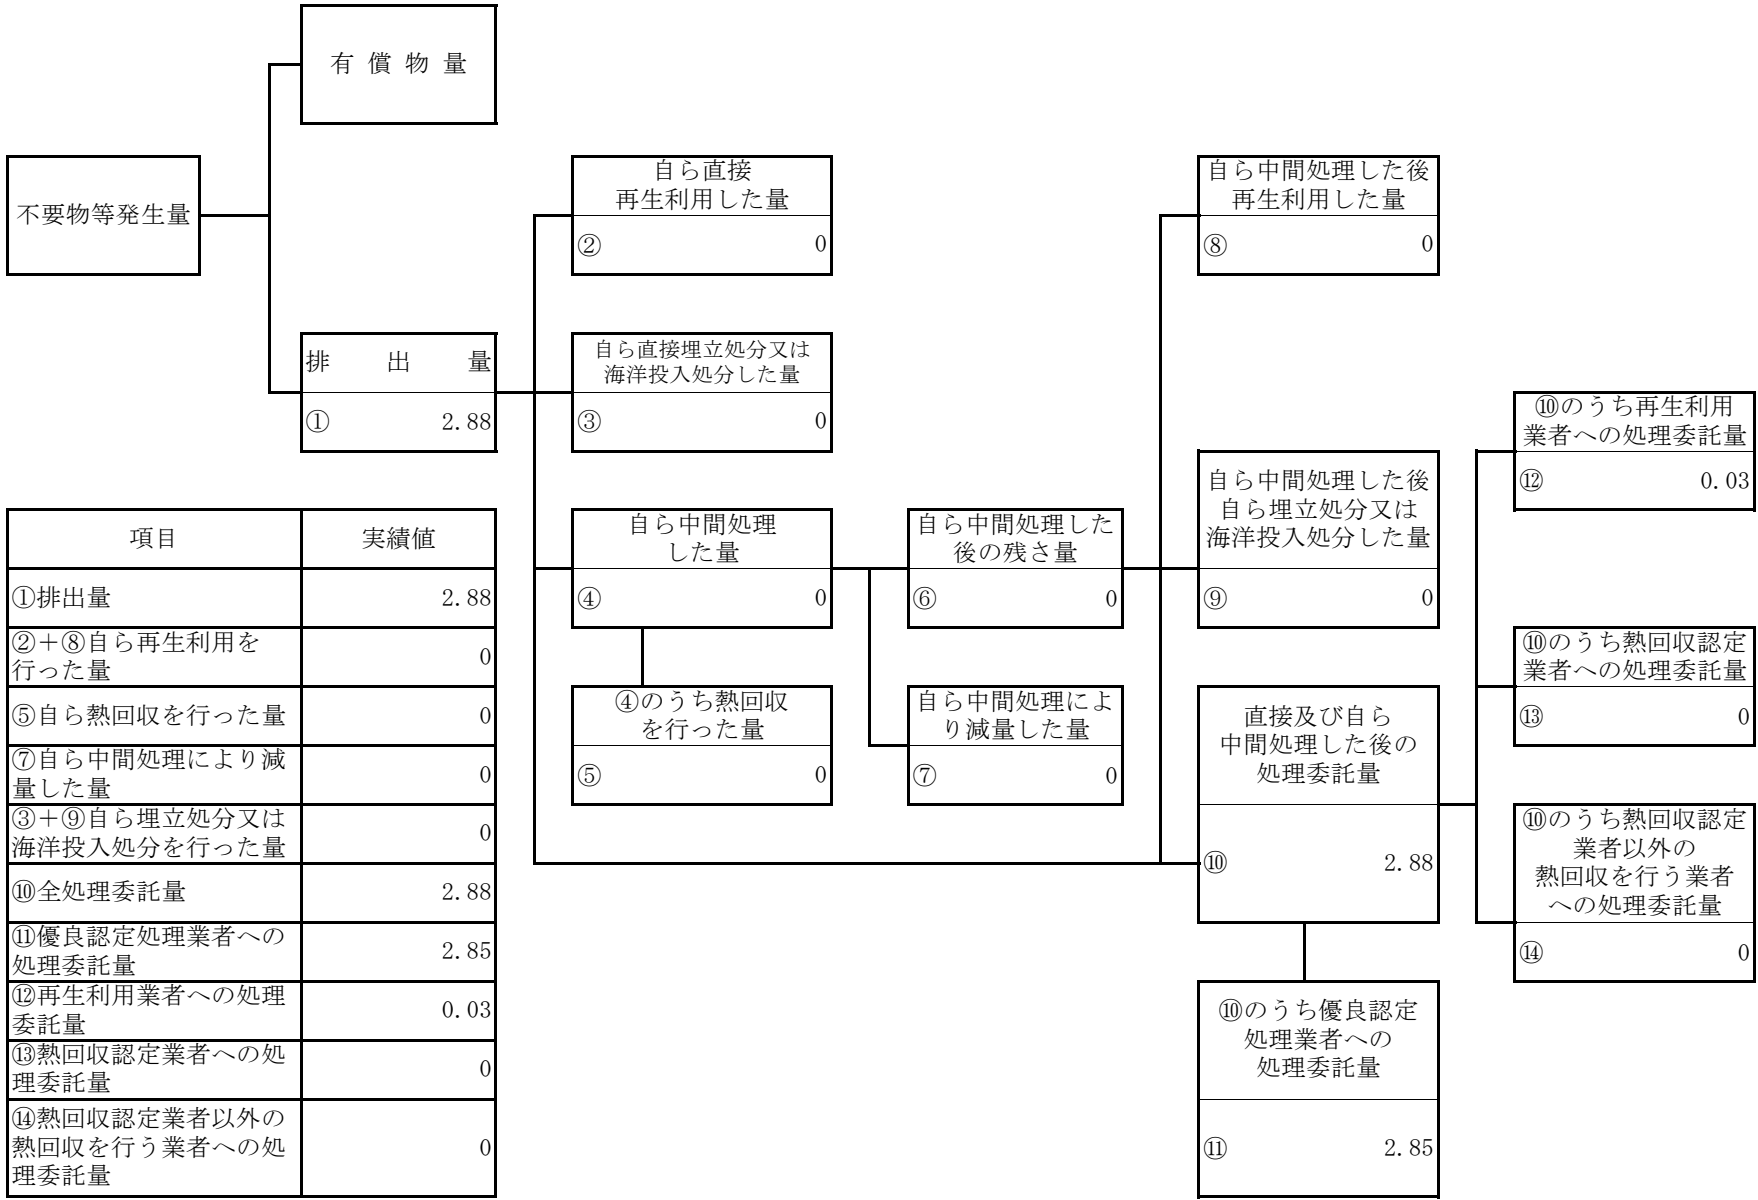 有償物量
不要物等発生量
自ら直接
再生利用した量
② 0
自ら中間処理した後
再生利用した量
⑧ 0
排出量
① 2.88
自ら直接埋立処分又は
海洋投入処分した量
③ 0
⑩のうち再生利用
業者への処理委託量
⑫ 0.03
自ら中間処理した後
自ら埋立処分又は
海洋投入処分した量
⑨ 0
自ら中間処理
した量
④ 0
自ら中間処理した
後の残さ量
⑥ 0
⑩のうち熱回収認定
業者への処理委託量
⑬ 0
④のうち熱回収
を行った量
⑤ 0
自ら中間処理によ
り減量した量
⑦ 0
直接及び自ら
中間処理した後の
処理委託量
⑩ 2.88
⑩のうち熱回収認定
業者以外の
熱回収を行う業者
への処理委託量
⑭ 0
⑩のうち優良認定
処理業者への
処理委託量
⑪ 2.85
項目 実績値
①排出量 2.88
②+⑧自ら再生利用を
行った量 0
⑤自ら熱回収を行った量 0
⑦自ら中間処理により減
量した量 0
③+⑨自ら埋立処分又は
海洋投入処分を行った量 0
⑩全処理委託量 2.88
⑪優良認定処理業者への
処理委託量 2.85
⑫再生利用業者への処理
委託量 0.03
⑬熱回収認定業者への処
理委託量 0
⑭熱回収認定業者以外の
熱回収を行う業者への処
理委託量 0